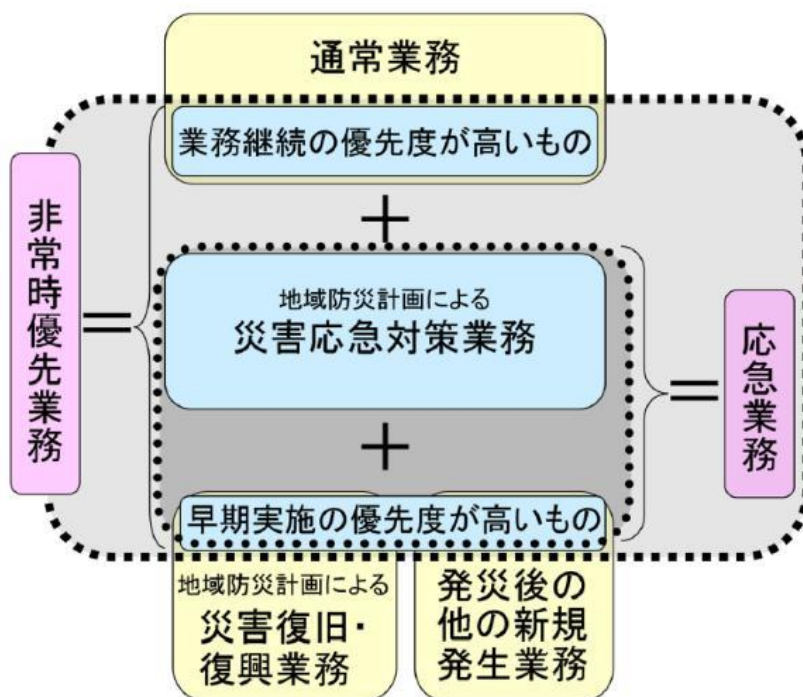 通常業務
業務継続の優先度が高いもの
＋
非常時優先業務
＝
地域防災計画による
災害応急対策業務
＝
応急業務
＋
早期実施の優先度が高いもの
地域防災計画による
災害復旧・
復興業務
発災後の
他の新規
発生業務